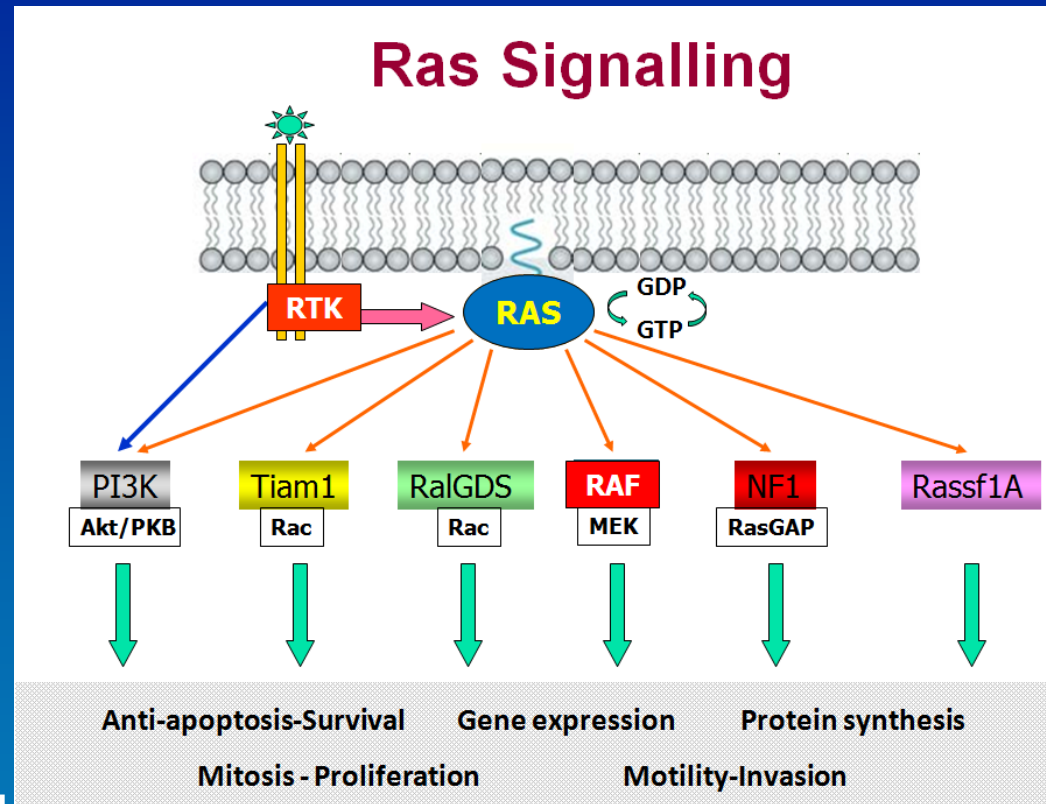 Ras Signalling
RTK
RAS
GDP
GTP
PI3K
Akt/PKB
Tiam1
Rac
RalGDS
Rac
RAF
MEK
NF1
RasGAP
Rassf1A
Anti-apoptosis-Survival Gene expression Protein synthesis
Mitosis - Proliferation Motility-Invasion